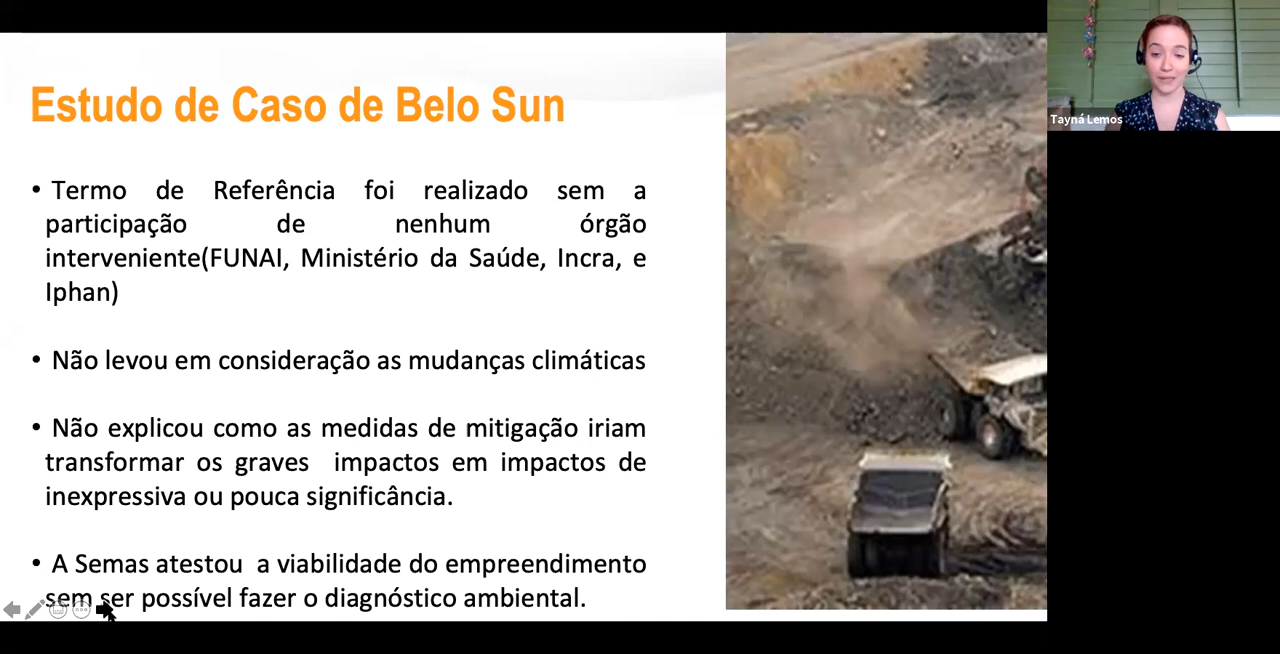 Estudo de Caso de Belo Sun
• Termo de Referência foi realizado sem a
participação de nenhum órgão
interveniente(FUNAI, Ministério da Saúde, Incra, e
Iphan)
• Não levou em consideração as mudanças climáticas
• Não explicou como as medidas de mitigação iriam
transformar os graves impactos em impactos de
inexpressiva ou pouca significância.
• A Semas atestou a viabilidade do empreendimento
sem ser possível fazer o diagnóstico ambiental.
Tayná Lemos